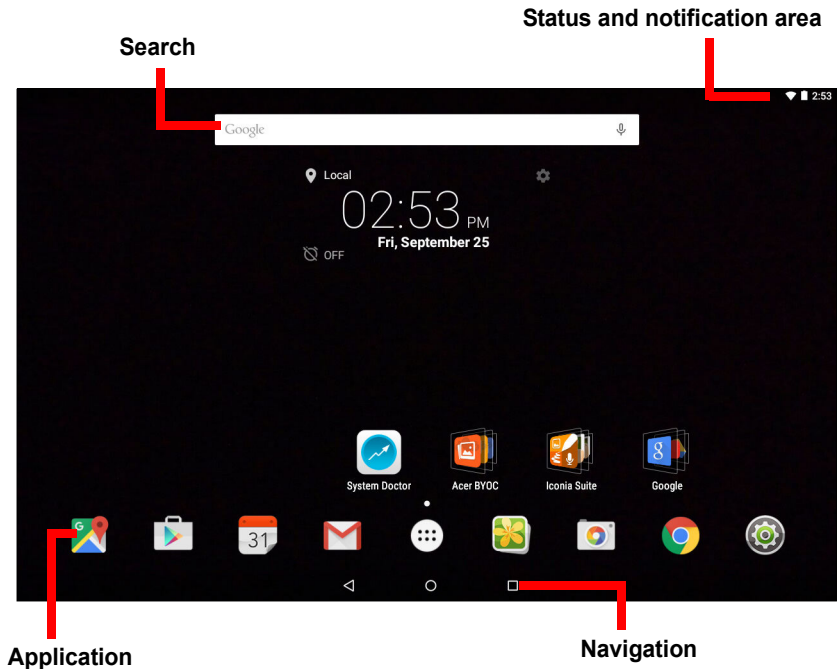 Status and notification area
Search
2:53
Google
Local
02:53 PM
Fri, September 25
OFF
8
System Doctor
Acer BYOC
Iconia Suite
Google
G
31
Application
Navigation